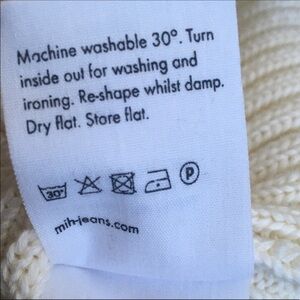 Machine washable 30°. Turn
inside out for washing and
ironing. Re-shape whilst damp.
Dry flat. Store flat.
30° P
mih-jeans.com